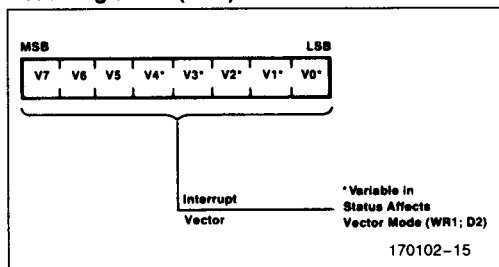 MSB LSB
V7 V6 V5 V4* V3* V2* V1* V0*
Interrupt
Vector
*Variable in
Status Affects
Vector Mode (WR1; D2)
170102-15